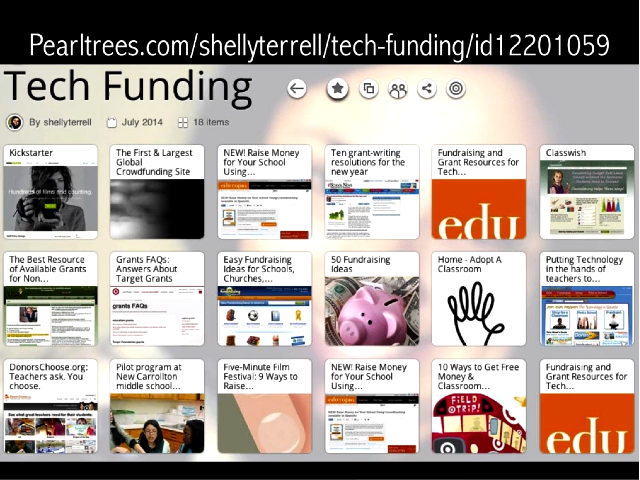 Pearltrees.com/shellyterrell/tech-funding/id12201059
Tech Funding
By shellyterrell July 2014 18 items
Kickstarter
The First & Largest
Global
Crowdfunding Site
NEW! Raise Money
for Your School
Using...
Ten grant-writing
resolutions for the
new year
Fundraising and
Grant Resources for
Tech...
edu
Classwish
The Best Resource
of Available Grants
for Non...
Grants FAQs:
Answers About
Target Grants
grants FAQs
Easy Fundraising
Ideas for Schools,
Churches,...
50 Fundraising
Ideas
Home - Adopt A
Classroom
Putting Technology
in the hands of
teachers to...
DonorsChoose.org:
Teachers ask. You
choose.
Pilot program at
New Carrollton
middle school...
Five-Minute Film
Festival: 9 Ways to
Raise...
NEW! Raise Money
for Your School
Using...
10 Ways to Get Free
Money &
Classroom...
FIELD
TRIP!
Fundraising and
Grant Resources for
Tech...
edu